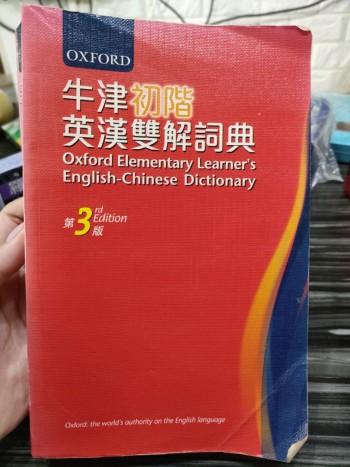 OXFORD
牛津初階
英漢雙解詞典
Oxford Elementary Learner's
English-Chinese Dictionary
第3rd Edition版
Oxford: the world's authority on the English language